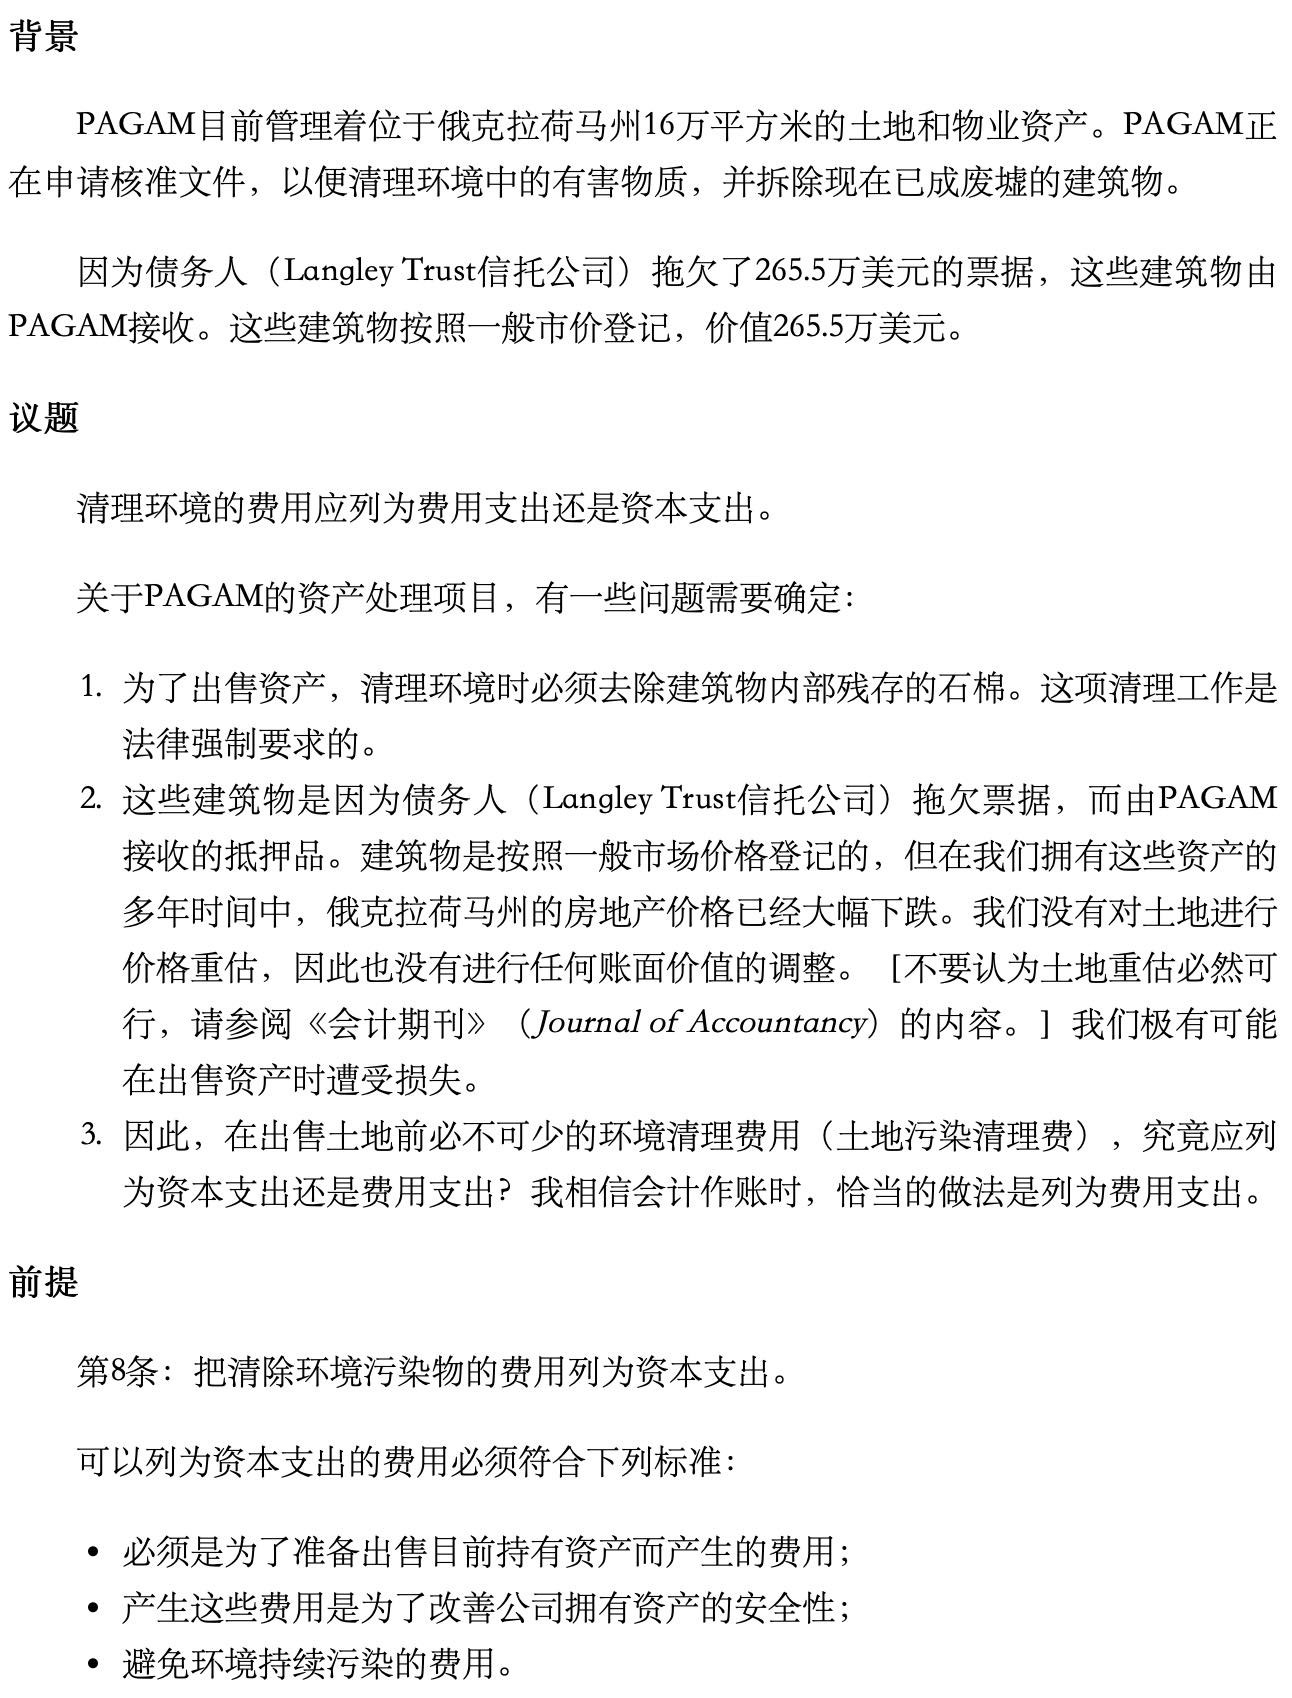 背景
PAGAM目前管理着位于俄克拉荷马州16万平方米的土地和物业资产。PAGAM正
在申请核准文件，以便清理环境中的有害物质，并拆除现在已成废墟的建筑物。
因为债务人（Langley Trust信托公司）拖欠了265.5万美元的票据，这些建筑物由
PAGAM接收。这些建筑物按照一般市价登记，价值265.5万美元。
议题
清理环境的费用应列为费用支出还是资本支出。
关于PAGAM的资产处理项目，有一些问题需要确定：
1. 为了出售资产，清理环境时必须去除建筑物内部残存的石棉。这项清理工作是
法律强制要求的。
2. 这些建筑物是因为债务人（Langley Trust信托公司）拖欠票据，而由PAGAM
接收的抵押品。建筑物是按照一般市场价格登记的，但在我们拥有这些资产的
多年时间中，俄克拉荷马州的房地产价格已经大幅下跌。我们没有对土地进行
价格重估，因此也没有进行任何账面价值的调整。［不要认为土地重估必然可
行，请参阅《会计期刊》（Journal of Accountancy）的内容。］我们极有可能
在出售资产时遭受损失。
3. 因此，在出售土地前必不可少的环境清理费用（土地污染清理费），究竟应列
为资本支出还是费用支出？我相信会计作账时，恰当的做法是列为费用支出。
前提
第8条：把清除环境污染物的费用列为资本支出。
可以列为资本支出的费用必须符合下列标准：
• 必须是为了准备出售目前持有资产而产生的费用；
• 产生这些费用是为了改善公司拥有资产的安全性；
• 避免环境持续污染的费用。